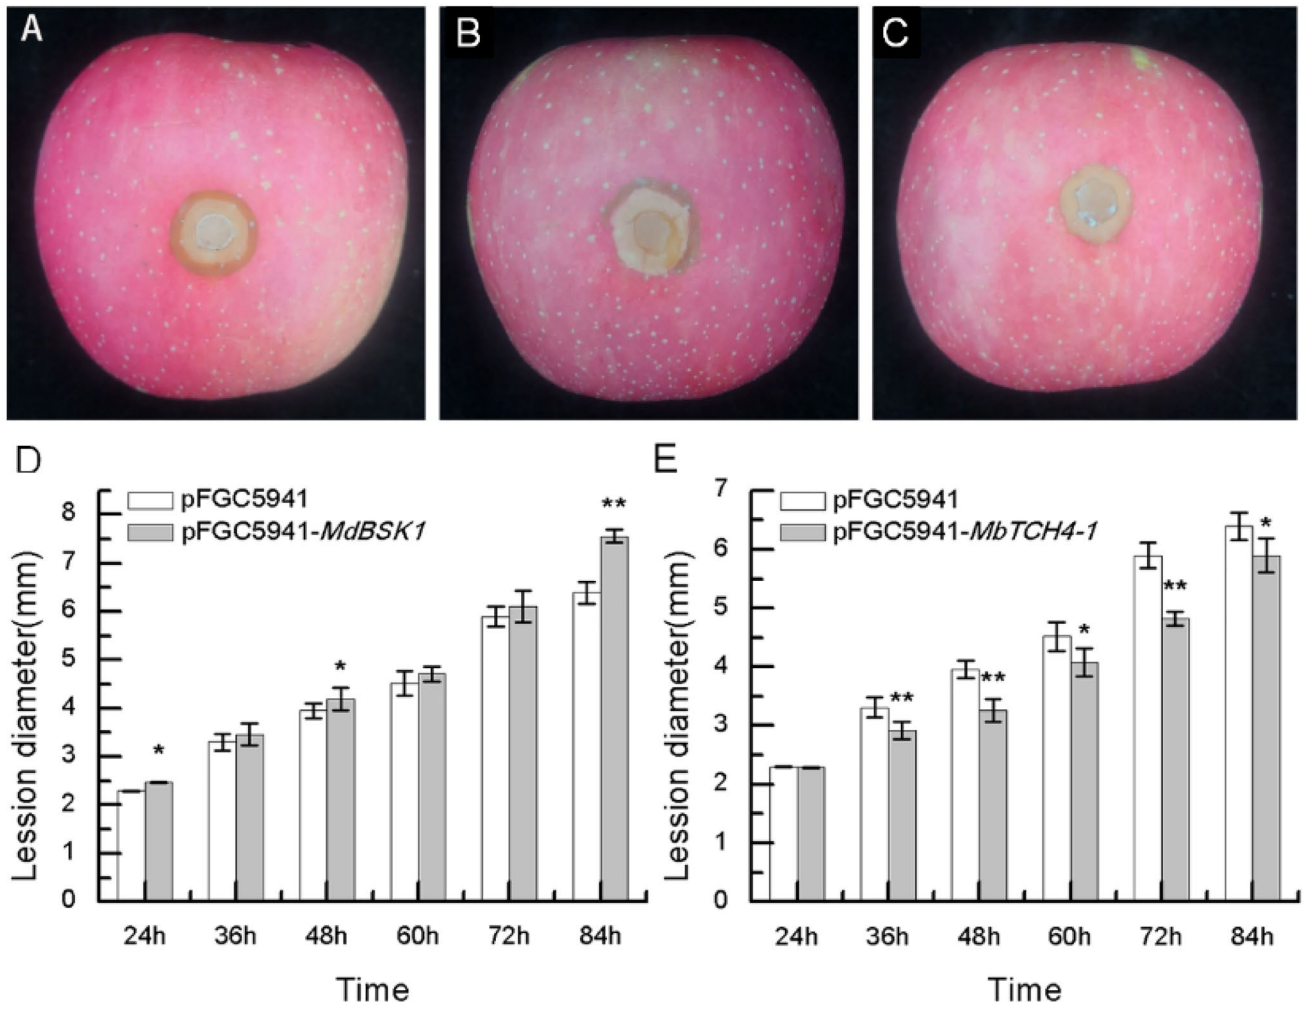 A
B
C
D
E
pFGC5941
pFGC5941-MdBSK1
Lession diameter(mm)
8
7
6
5
4
3
2
1
0
*
*
**
24h 36h 48h 60h 72h 84h
Time
pFGC5941
pFGC5941-MbTCH4-1
Lession diameter(mm)
7
6
5
4
3
2
1
0
**
**
*
**
*
24h 36h 48h 60h 72h 84h
Time